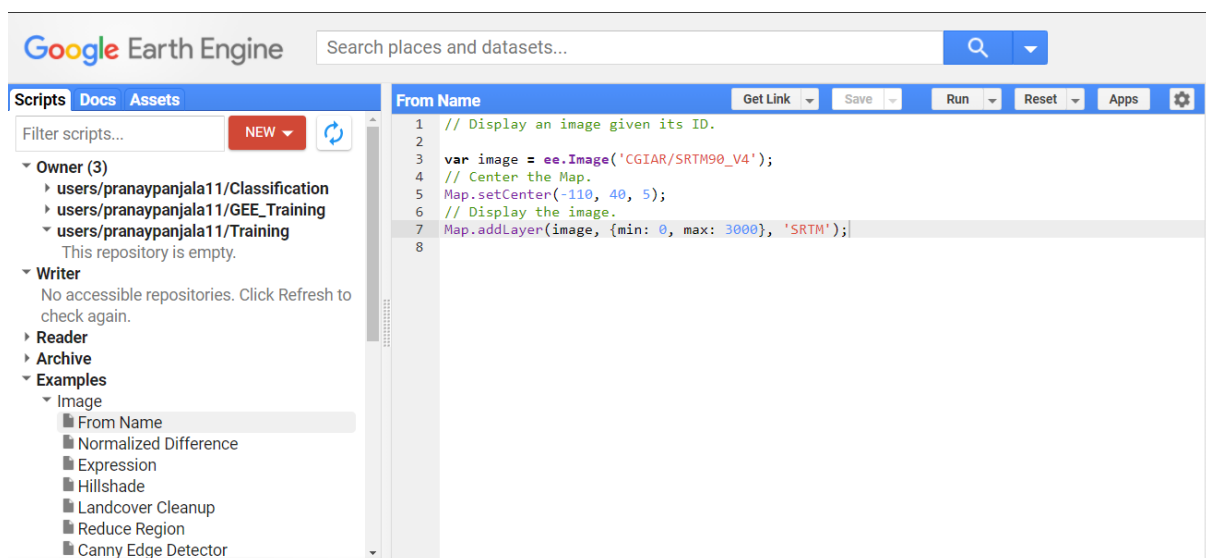 Google Earth Engine
Search places and datasets...
Scripts Docs Assets
Filter scripts...
NEW
Owner (3)
users/pranaypanjala11/Classification
users/pranaypanjala11/GEE_Training
users/pranaypanjala11/Training
This repository is empty.
Writer
No accessible repositories. Click Refresh to
check again.
Reader
Archive
Examples
Image
From Name
Normalized Difference
Expression
Hillshade
Landcover Cleanup
Reduce Region
Canny Edge Detector
From Name
Get Link Save Run Reset Apps
1 // Display an image given its ID.
2
3 var image = ee.Image('CGIAR/SRTM90_V4');
4 // Center the Map.
5 Map.setCenter(-110, 40, 5);
6 // Display the image.
7 Map.addLayer(image, {min: 0, max: 3000}, 'SRTM');
8